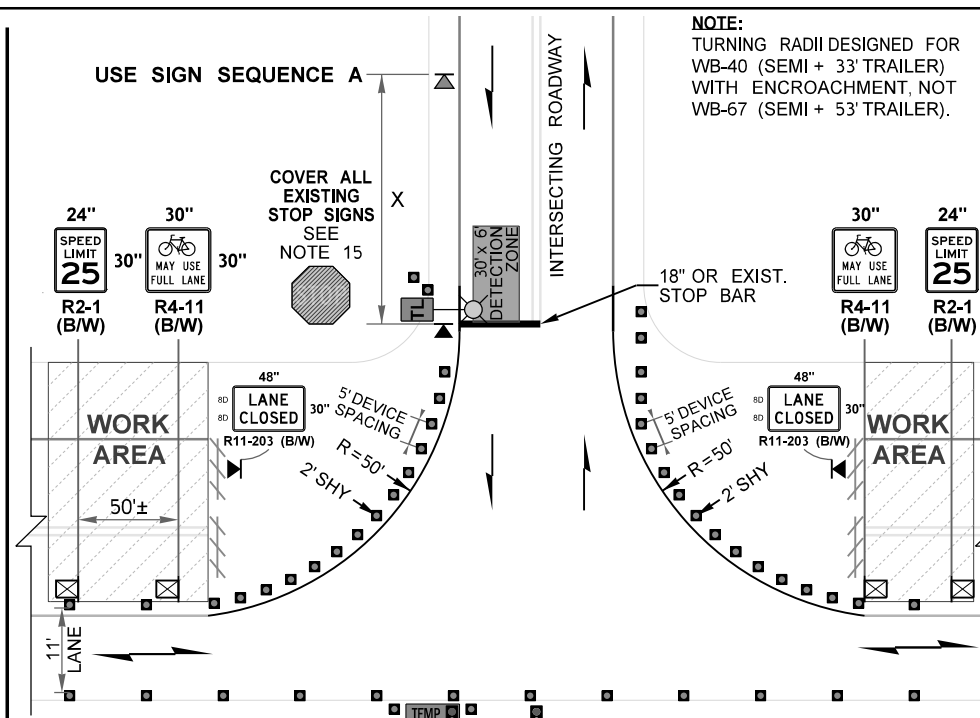 NOTE:
TURNING RADII DESIGNED FOR
WB-40 (SEMI + 33' TRAILER)
WITH ENCROACHMENT, NOT
WB-67 (SEMI + 53' TRAILER).
USE SIGN SEQUENCE A
INTERSECTING ROADWAY
COVER ALL
EXISTING
STOP SIGNS
SEE
NOTE 15
STOP
X
30' x 6'
DETECTION
ZONE
TL
18" OR EXIST.
STOP BAR
24"
SPEED
LIMIT
25
30"
R2-1
(B/W)
30"
MAY USE
FULL LANE
30"
R4-11
(B/W)
30"
MAY USE
FULL LANE
R4-11
(B/W)
24"
SPEED
LIMIT
25
R2-1
(B/W)
48"
8D
8D
LANE
CLOSED
30"
R11-203 (B/W)
5' DEVICE
SPACING
R=50'
2' SHY
5' DEVICE
SPACING
R=50'
2' SHY
48"
8D
8D
LANE
CLOSED
30"
R11-203 (B/W)
WORK
AREA
WORK
AREA
50'±
11'
LANE
TEMP